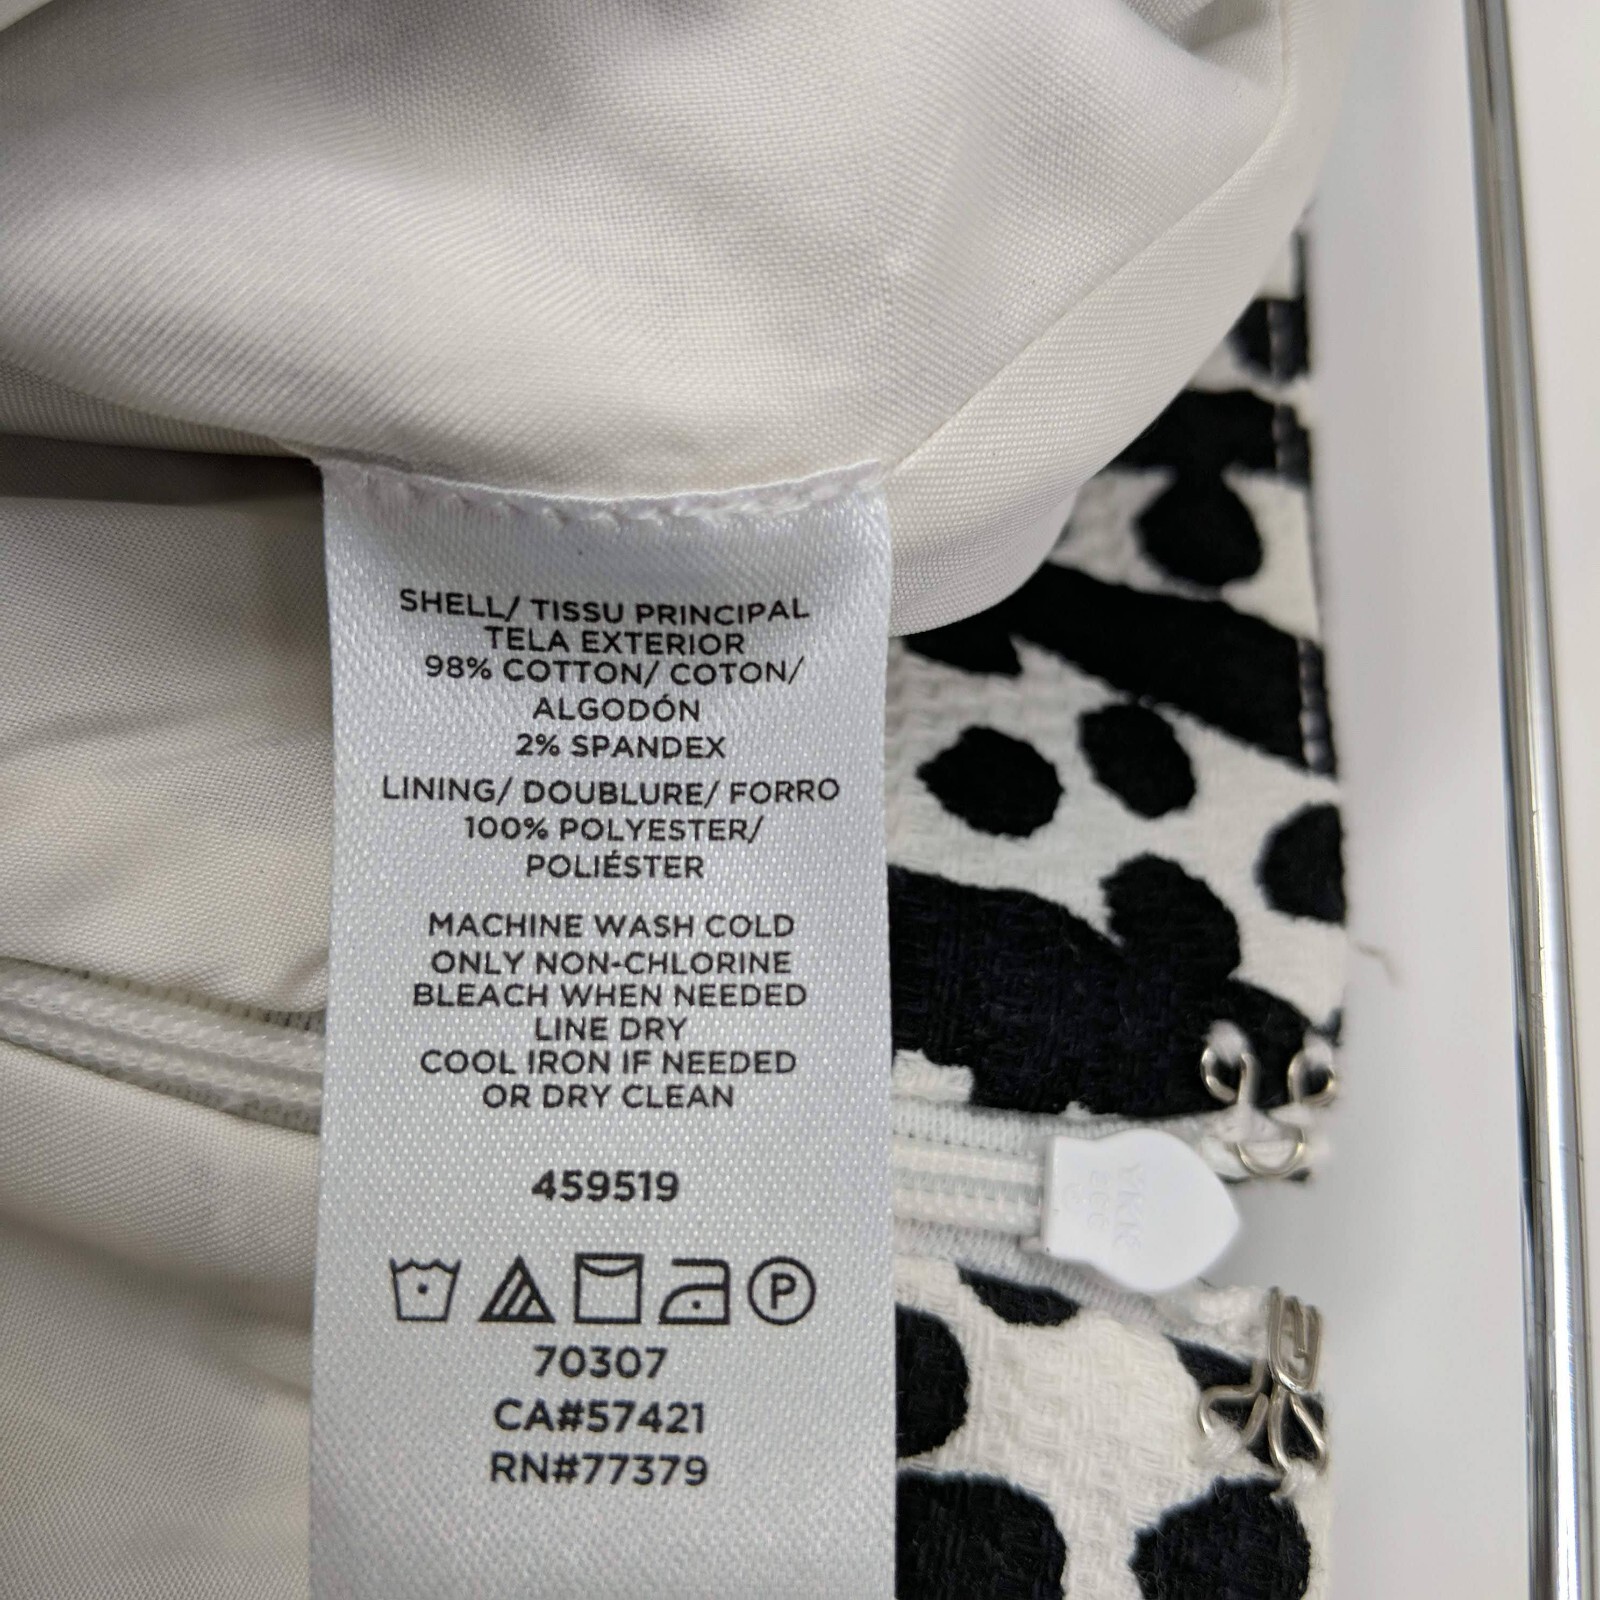 SHELL/ TISSU PRINCIPAL
TELA EXTERIOR
98% COTTON/ COTON/
ALGODÓN
2% SPANDEX
LINING/ DOUBLURE/ FORRO
100% POLYESTER/
POLIÉSTER
MACHINE WASH COLD
ONLY NON-CHLORINE
BLEACH WHEN NEEDED
LINE DRY
COOL IRON IF NEEDED
OR DRY CLEAN
459519
P
70307
CA#57421
RN#77379
YKK